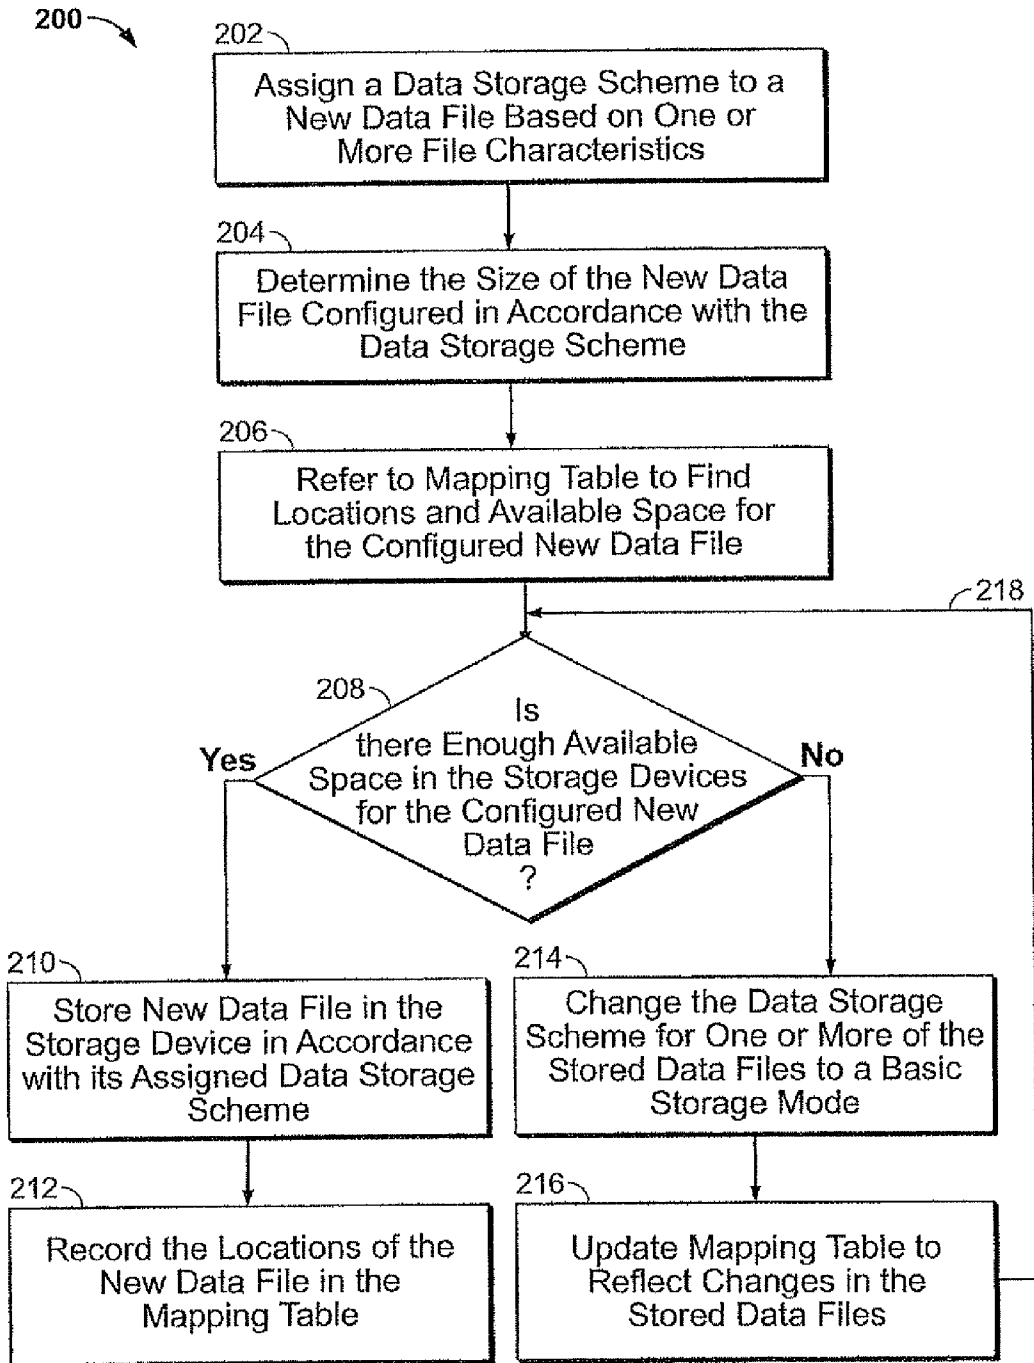 200
202
Assign a Data Storage Scheme to a
New Data File Based on One or
More File Characteristics
204
Determine the Size of the New Data
File Configured in Accordance with the
Data Storage Scheme
206
Refer to Mapping Table to Find
Locations and Available Space for
the Configured New Data File
218
208
Is
there Enough Available
Space in the Storage Devices
for the Configured New
Data File
?
Yes
No
210
Store New Data File in the
Storage Device in Accordance
with its Assigned Data Storage
Scheme
214
Change the Data Storage
Scheme for One or More of the
Stored Data Files to a Basic
Storage Mode
212
Record the Locations of the
New Data File in the
Mapping Table
216
Update Mapping Table to
Reflect Changes in the
Stored Data Files